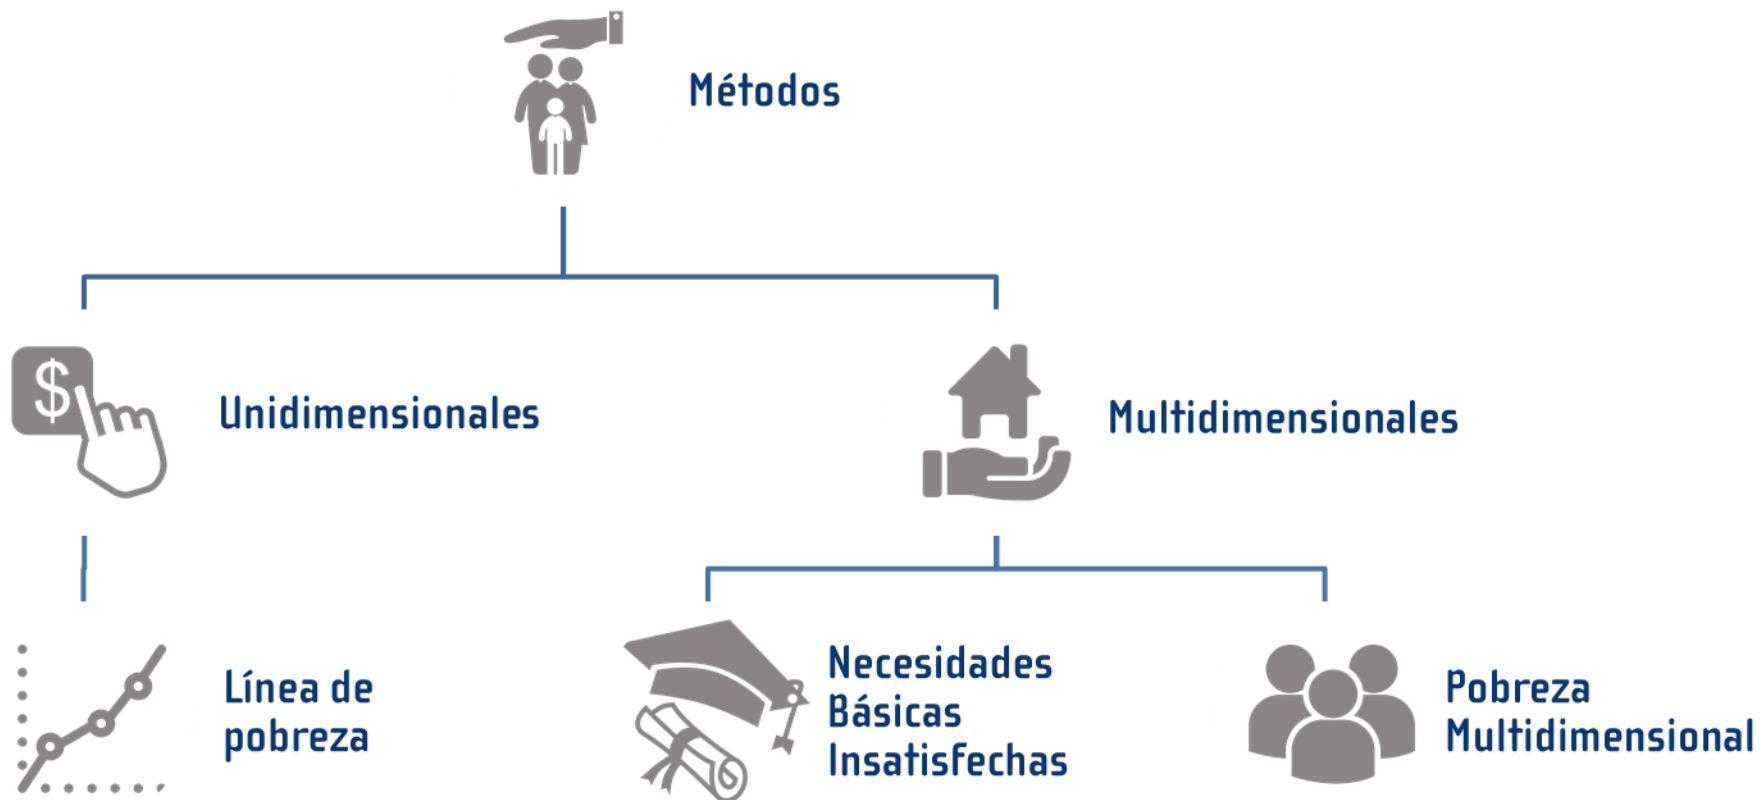 Métodos
$
Unidimensionales
Multidimensionales
Línea de
pobreza
Necesidades
Básicas
Insatisfechas
Pobreza
Multidimensional